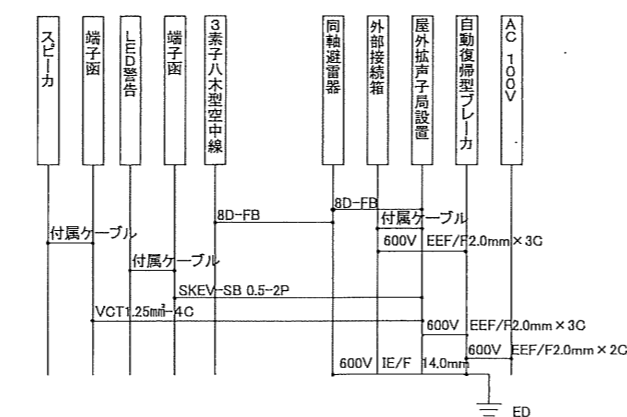 スピーカ
端子函
LED警告
端子函
3素子八木型空中線
同軸避雷器
外部接続箱
屋外拡声子局設置
自動復帰型ブレーカ
AC 100V
8D-FB
8D-FB
付属ケーブル
付属ケーブル
600V EEF/F2.0mm×3C
付属ケーブル
SKEV-SB 0.5-2P
VCT1.25m㎡-4C
600V EEF/F2.0mm×3C
600V EEF/F2.0mm×2C
600V IE/F 14.0mm
ED